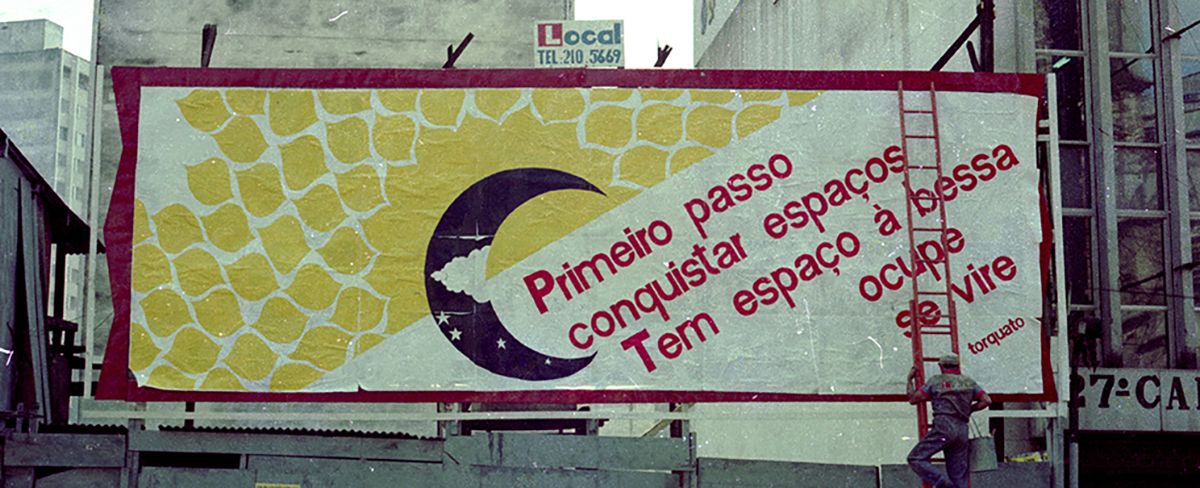 Local
TEL: 210 5669
Primeiro passo
conquistar espaços
Tem espaço à bessa
ocupe
se vire
torquato
27º CA